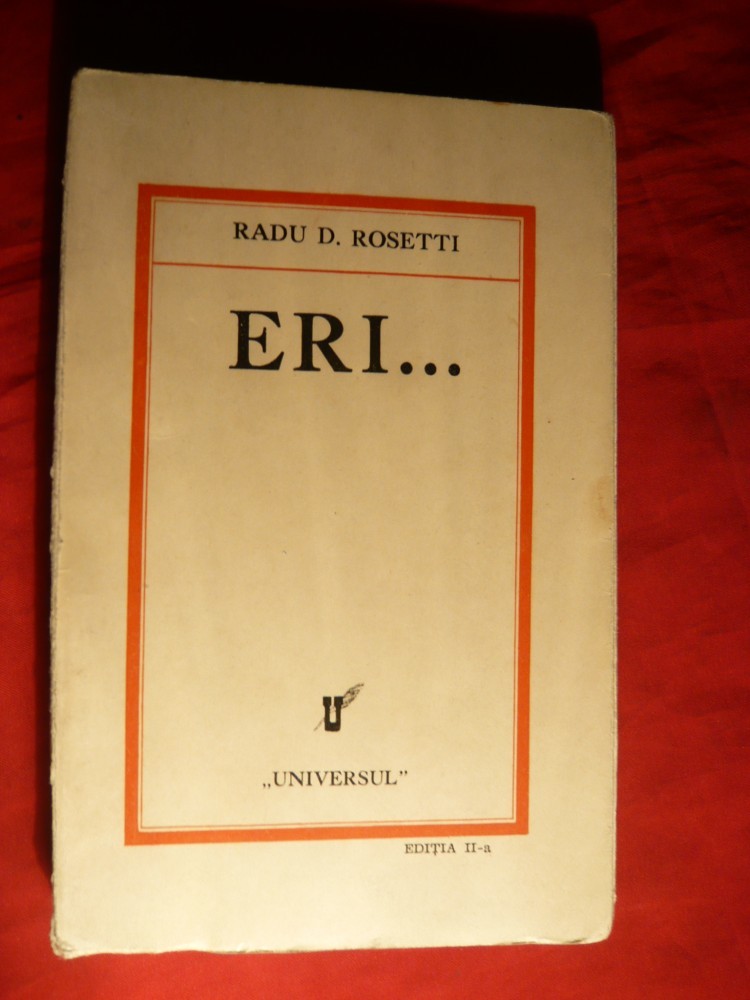 RADU D. ROSETTI
ERI...
U
„UNIVERSUL”
EDIȚIA II-a